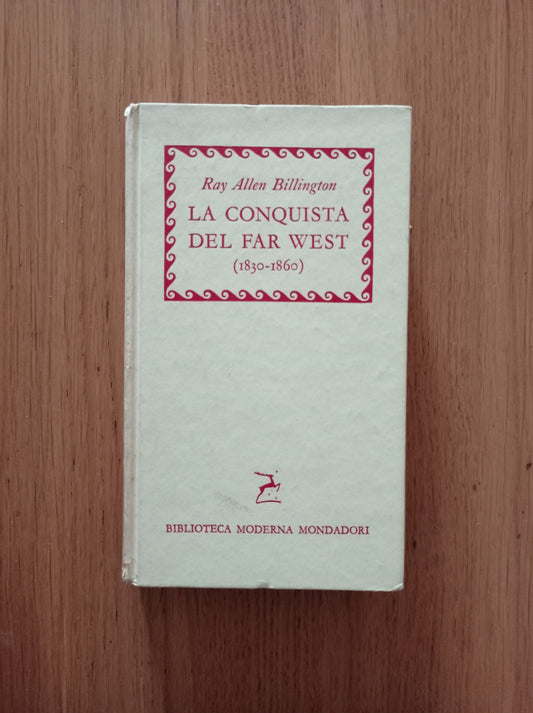 Ray Allen Billington
LA CONQUISTA
DEL FAR WEST
(1830-1860)
BIBLIOTECA MODERNA MONDADORI